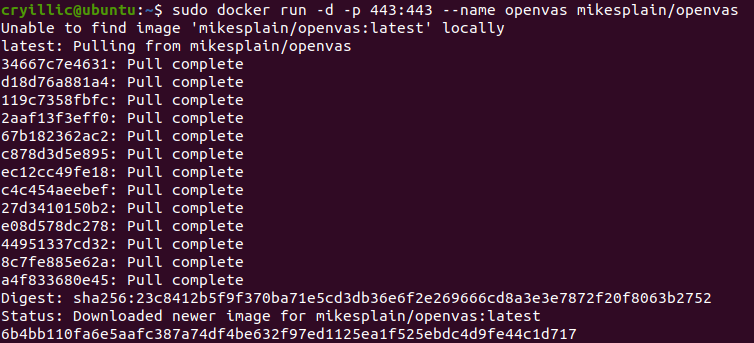 cryillic@ubuntu:~$ sudo docker run -d -p 443:443 --name openvas mikesplain/openvas
Unable to find image 'mikesplain/openvas:latest' locally
latest: Pulling from mikesplain/openvas
34667c7e4631: Pull complete
d18d76a881a4: Pull complete
119c7358fbfc: Pull complete
2aaf13f3eff0: Pull complete
67b182362ac2: Pull complete
c878d3d5e895: Pull complete
ec12cc49fe18: Pull complete
c4c454aeebef: Pull complete
27d3410150b2: Pull complete
e08d578dc278: Pull complete
44951337cd32: Pull complete
8c7fe885e62a: Pull complete
a4f833680e45: Pull complete
Digest: sha256:23c8412b5f9f370ba71e5cd3db36e6f2e269666cd8a3e3e7872f20f8063b2752
Status: Downloaded newer image for mikesplain/openvas:latest
6b4bb110fa6e5aafc387a74df4be632f97ed1125ea1f525ebdc4d9fe44c1d717